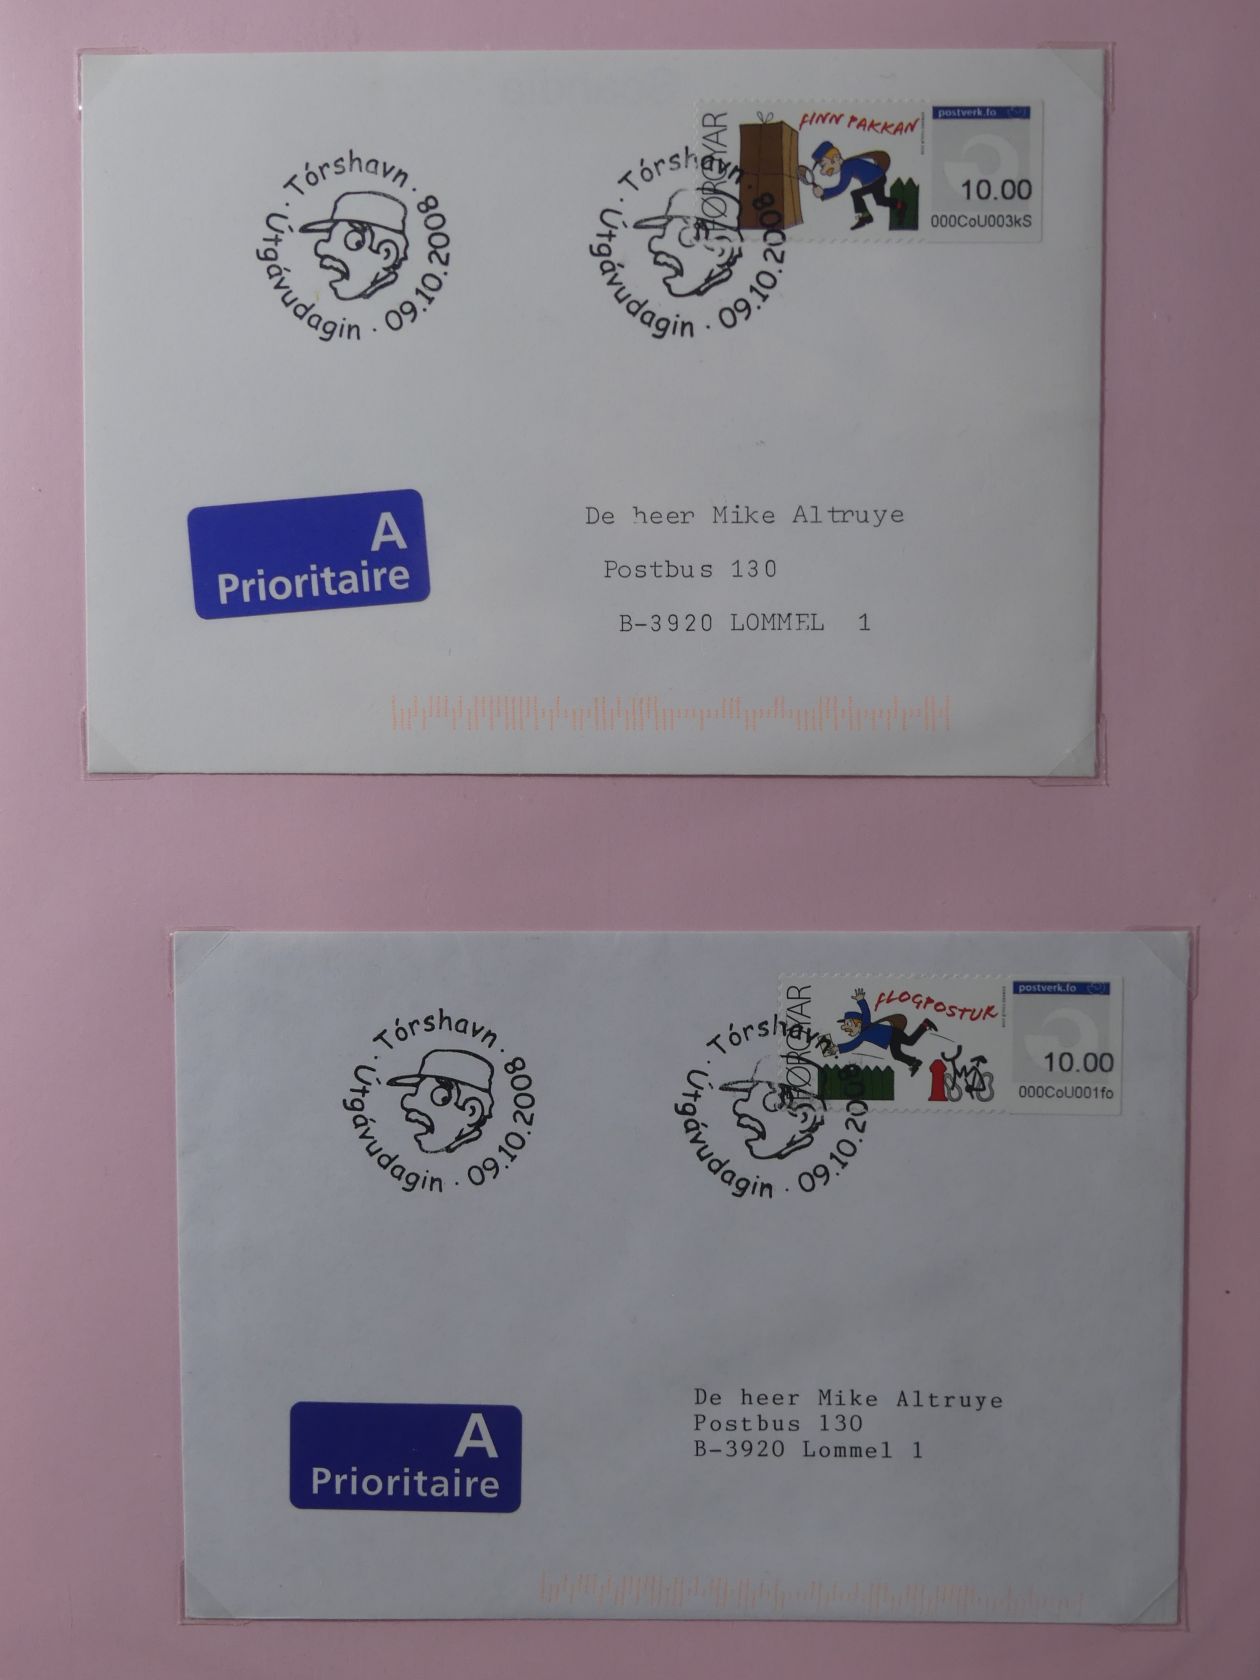 Tórshavn · Útgávudagin · 09.10.2008
Tórshavn · Útgávudagin · 09.10.2008
FØROYAR
FINN PAKKAN
postverk.fo
10.00
000CoU003kS
A
Prioritaire
De heer Mike Altruye
Postbus 130
B-3920 LOMMEL 1
Tórshavn · Útgávudagin · 09.10.2008
Tórshavn · Útgávudagin · 09.10.2008
FØROYAR
FLOGPOSTUR
postverk.fo
10.00
000CoU001fo
De heer Mike Altruye
Postbus 130
B-3920 Lommel 1
A
Prioritaire